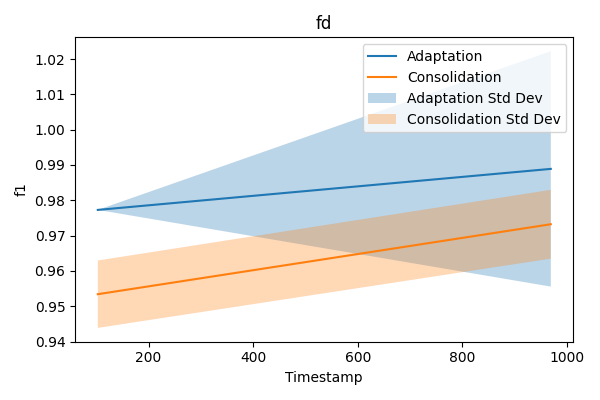 fd
Adaptation
Consolidation
Adaptation Std Dev
Consolidation Std Dev
1.02
1.01
1.00
0.99
0.98
0.97
0.96
0.95
0.94
f1
200 400 600 800 1000
Timestamp